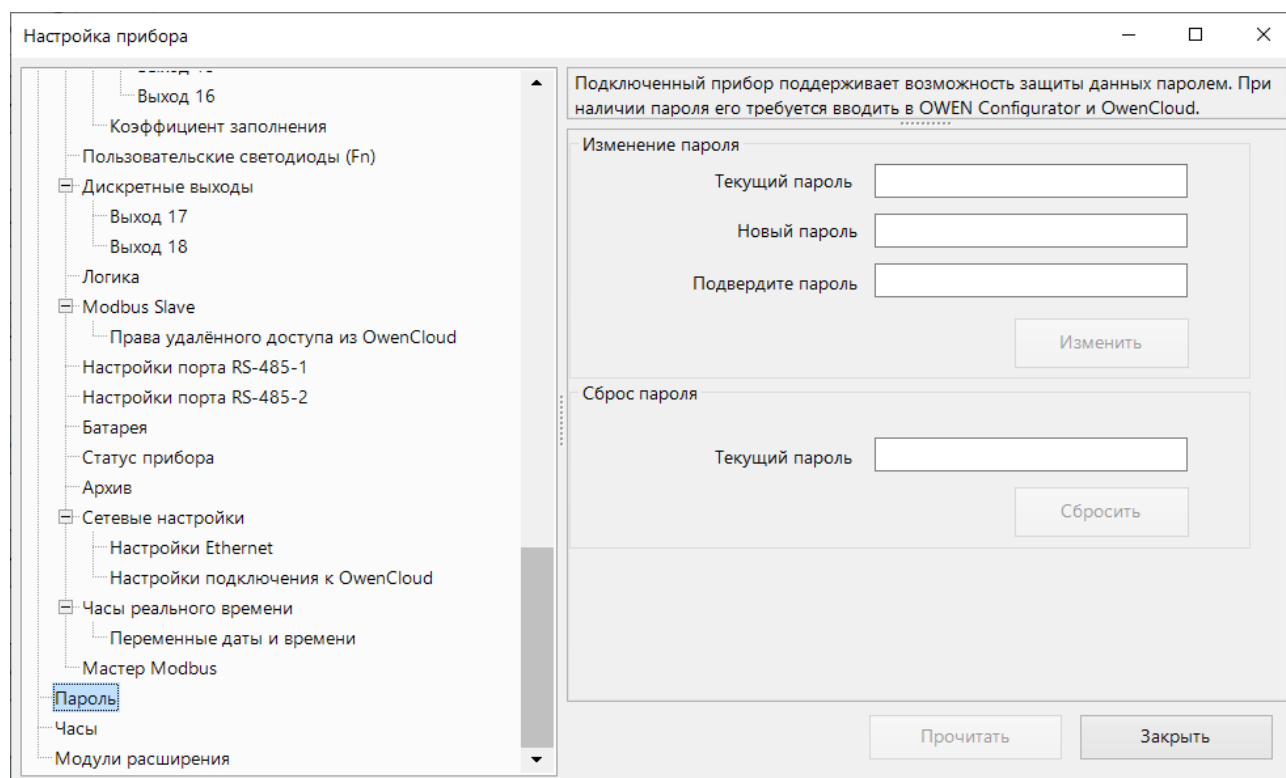 Настройка прибора
Выход 16
Коэффициент заполнения
Пользовательские светодиоды (Fn)
Дискретные выходы
Выход 17
Выход 18
Логика
Modbus Slave
Права удалённого доступа из OwenCloud
Настройки порта RS-485-1
Настройки порта RS-485-2
Батарея
Статус прибора
Архив
Сетевые настройки
Настройки Ethernet
Настройки подключения к OwenCloud
Часы реального времени
Переменные даты и времени
Мастер Modbus
Пароль
Часы
Модули расширения
Подключенный прибор поддерживает возможность защиты данных паролем. При
наличии пароля его требуется вводить в OWEN Configurator и OwenCloud.
Изменение пароля
Текущий пароль
Новый пароль
Подвердите пароль
Изменить
Сброс пароля
Текущий пароль
Сбросить
Прочитать
Закрыть